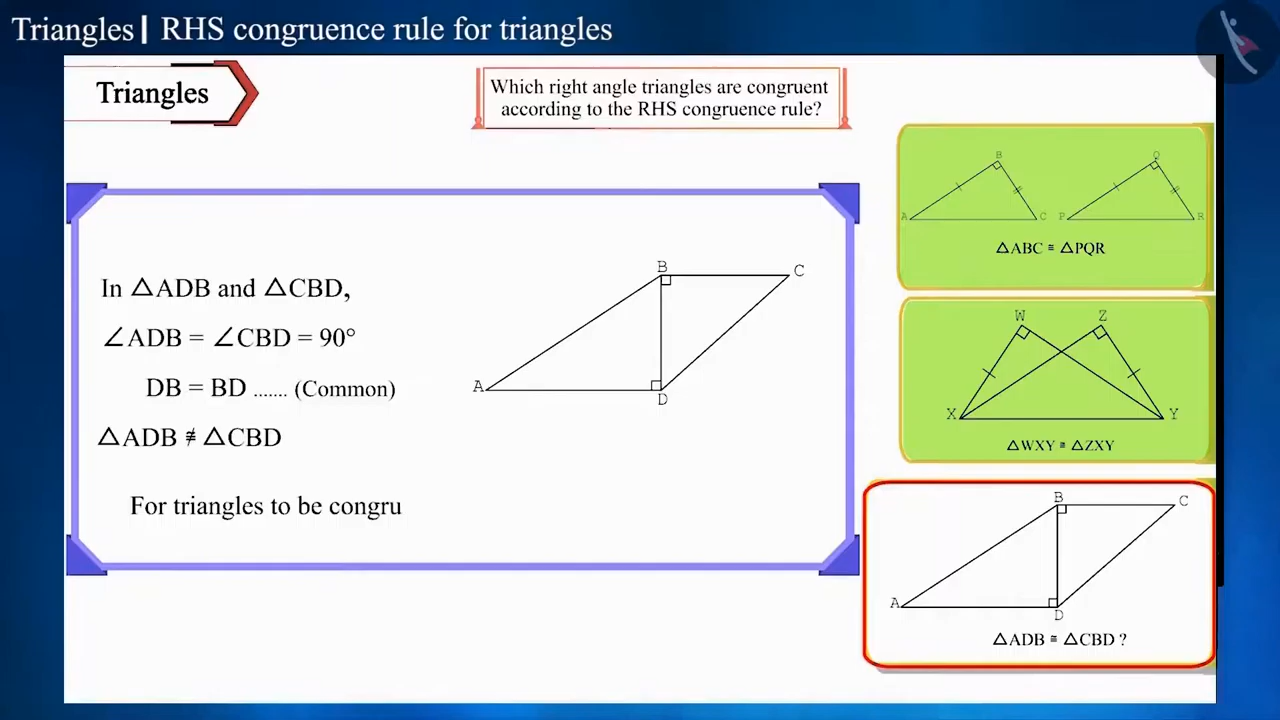 Triangles | RHS congruence rule for triangles
Triangles
Which right angle triangles are congruent
according to the RHS congruence rule?
In △ADB and △CBD,
∠ADB = ∠CBD = 90°
DB = BD ....... (Common)
△ADB ≇ △CBD
For triangles to be congru
B
C
A
D
B
Q
A
C
P
R
△ABC ≅ △PQR
W
Z
X
Y
△WXY ≅ △ZXY
B
C
A
D
△ADB ≅ △CBD ?